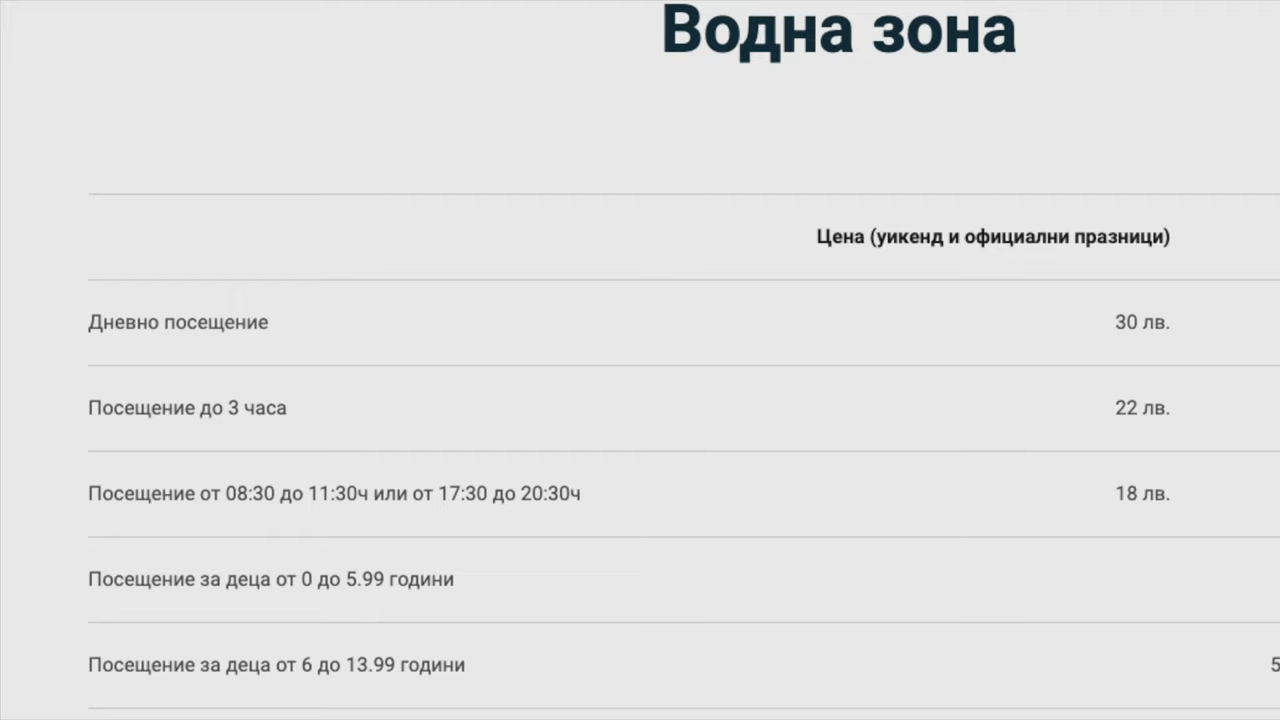 Водна зона
Цена (уикенд и официални празници)
Дневно посещение 30 лв.
Посещение до 3 часа 22 лв.
Посещение от 08:30 до 11:30ч или от 17:30 до 20:30ч 18 лв.
Посещение за деца от 0 до 5.99 години
Посещение за деца от 6 до 13.99 години 5